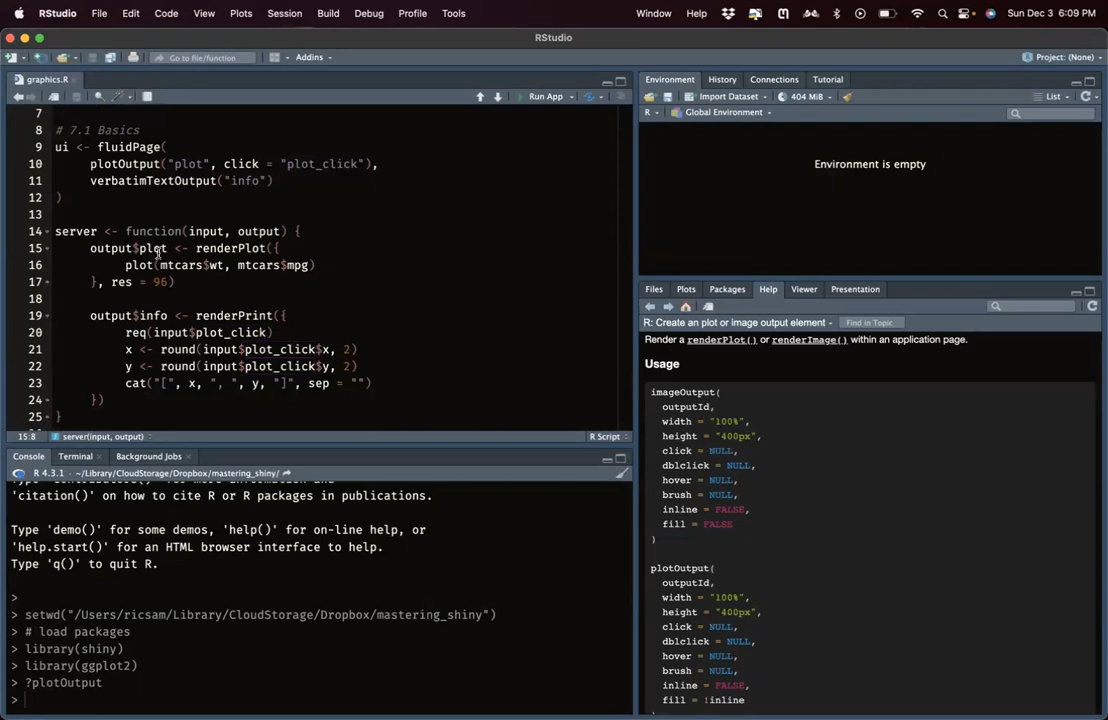 RStudio File Edit Code View Plots Session Build Debug Profile Tools Window Help Sun Dec 3 6:09 PM
RStudio
Go to file/function Addins Project: (None)
graphics.R
Run App
7
8 # 7.1 Basics
9 ui <- fluidPage(
10 plotOutput("plot", click = "plot_click"),
11 verbatimTextOutput("info")
12 )
13
14 server <- function(input, output) {
15 output$plot <- renderPlot({
16 plot(mtcars$wt, mtcars$mpg)
17 }, res = 96)
18
19 output$info <- renderPrint({
20 req(input$plot_click)
21 x <- round(input$plot_click$x, 2)
22 y <- round(input$plot_click$y, 2)
23 cat("[", x, ", ", y, "]", sep = "")
24 })
25 }
15:8 server(input, output) R Script
Console Terminal Background Jobs
R 4.3.1 · ~/Library/CloudStorage/Dropbox/mastering_shiny/
'citation()' on how to cite R or R packages in publications.
Type 'demo()' for some demos, 'help()' for on-line help, or
'help.start()' for an HTML browser interface to help.
Type 'q()' to quit R.
>
> setwd("/Users/ricsam/Library/CloudStorage/Dropbox/mastering_shiny")
> # load packages
> library(shiny)
> library(ggplot2)
> ?plotOutput
>
Environment History Connections Tutorial
Import Dataset 404 MiB List
R Global Environment
Environment is empty
Files Plots Packages Help Viewer Presentation
R: Create an plot or image output element Find in Topic
Render a renderPlot() or renderImage() within an application page.
Usage
imageOutput(
outputId,
width = "100%",
height = "400px",
click = NULL,
dblclick = NULL,
hover = NULL,
brush = NULL,
inline = FALSE,
fill = FALSE
)
plotOutput(
outputId,
width = "100%",
height = "400px",
click = NULL,
dblclick = NULL,
hover = NULL,
brush = NULL,
inline = FALSE,
fill = !inline